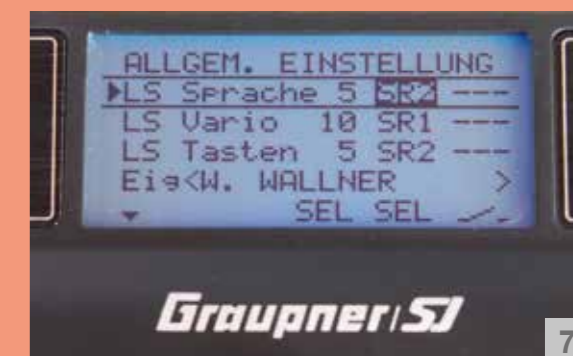 ALLGEM. EINSTELLUNG
▶LS Sprache 5 SR2 ---
LS Vario 10 SR1 ---
LS Tasten 5 SR2 ---
Eig<W. WALLNER >
SEL SEL
Graupner/SJ
7